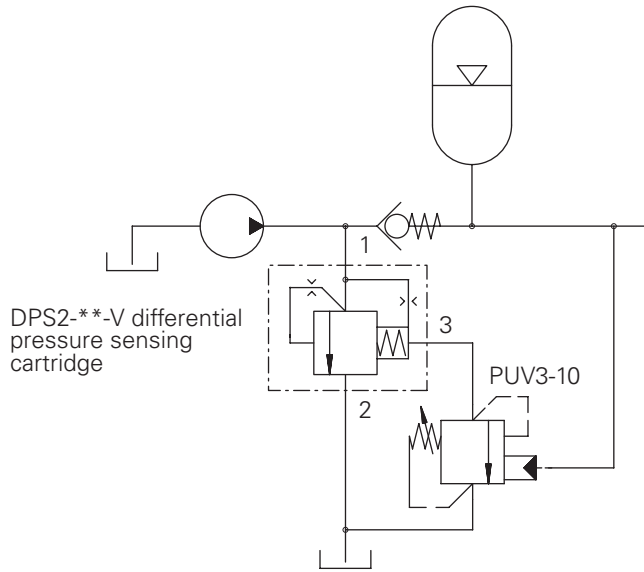 1
DPS2-**-V differential
pressure sensing
cartridge
3
PUV3-10
2